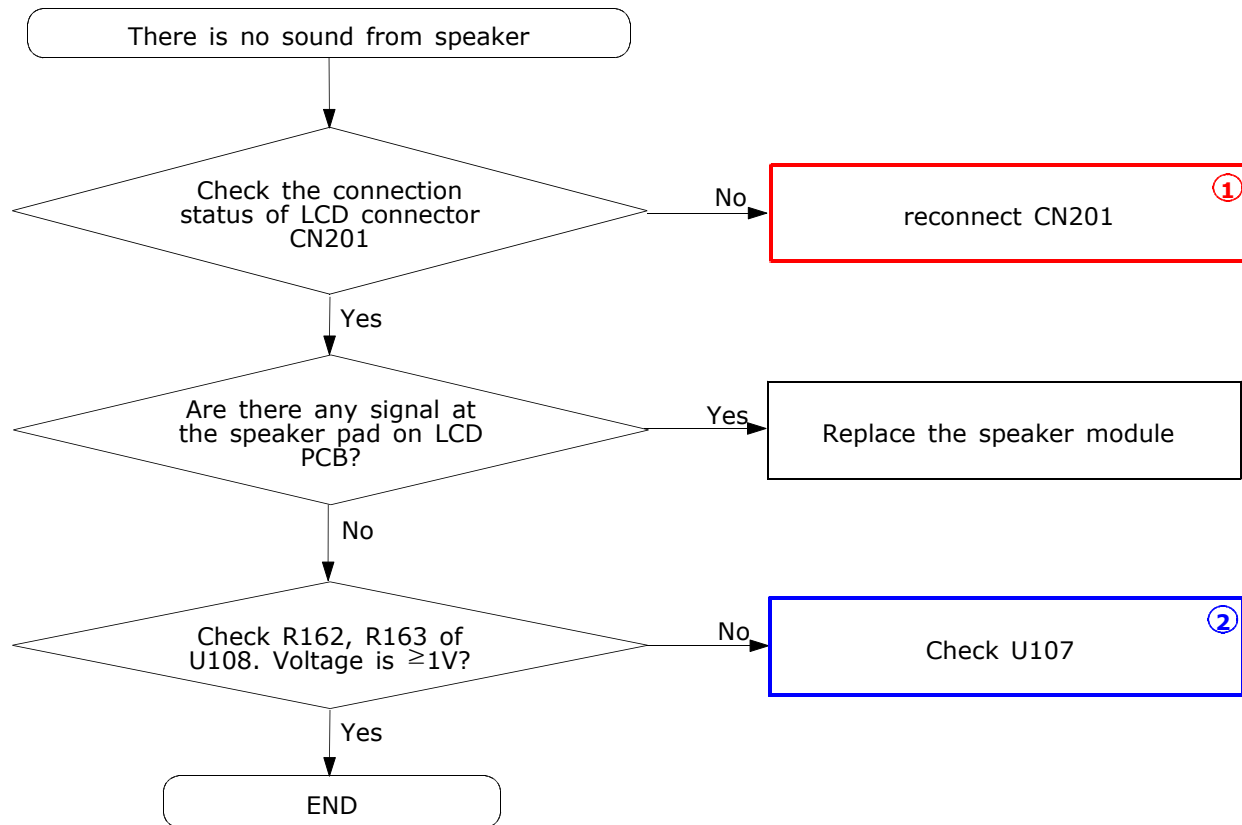 There is no sound from speaker
Check the connection
status of LCD connector
CN201
No
reconnect CN201
①
Yes
Are there any signal at
the speaker pad on LCD
PCB?
Yes
Replace the speaker module
No
Check R162, R163 of
U108. Voltage is ≥1V?
No
Check U107
②
Yes
END